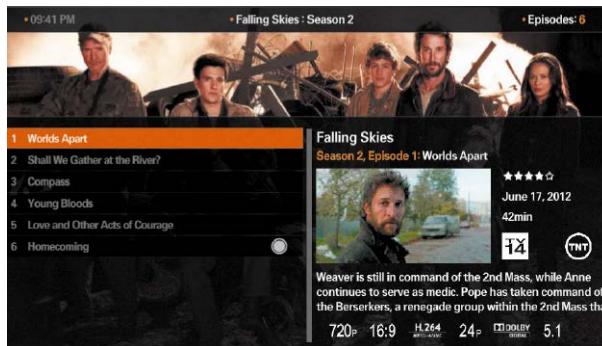 • 09:41 PM
• Falling Skies : Season 2
• Episodes: 6
1 Worlds Apart
2 Shall We Gather at the River?
3 Compass
4 Young Bloods
5 Love and Other Acts of Courage
6 Homecoming
Falling Skies
Season 2, Episode 1: Worlds Apart
June 17, 2012
42min
TV 14
TNT
Weaver is still in command of the 2nd Mass, while Anne
continues to serve as medic. Pope has taken command of
the Berserkers, a renegade group within the 2nd Mass tha
720P 16:9 H.264 24P DOLBY DIGITAL 5.1